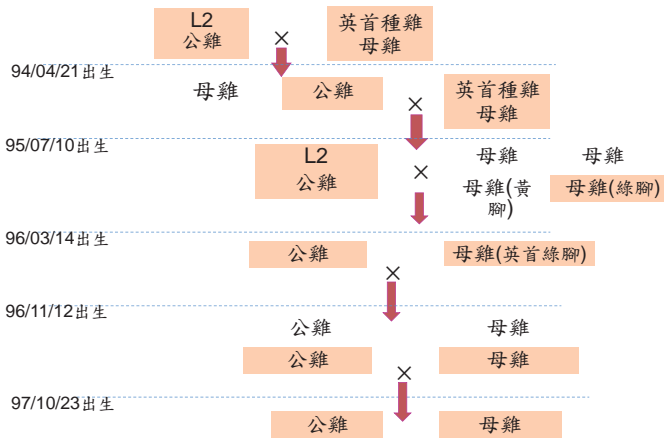 L2
公雞
×
英首種雞
母雞
94/04/21出生
母雞
公雞
×
英首種雞
母雞
95/07/10出生
L2
公雞
×
母雞
母雞
母雞(黃
腳)
母雞(綠腳)
96/03/14出生
公雞
母雞(英首綠腳)
×
96/11/12出生
公雞
母雞
公雞
母雞
×
97/10/23出生
公雞
母雞